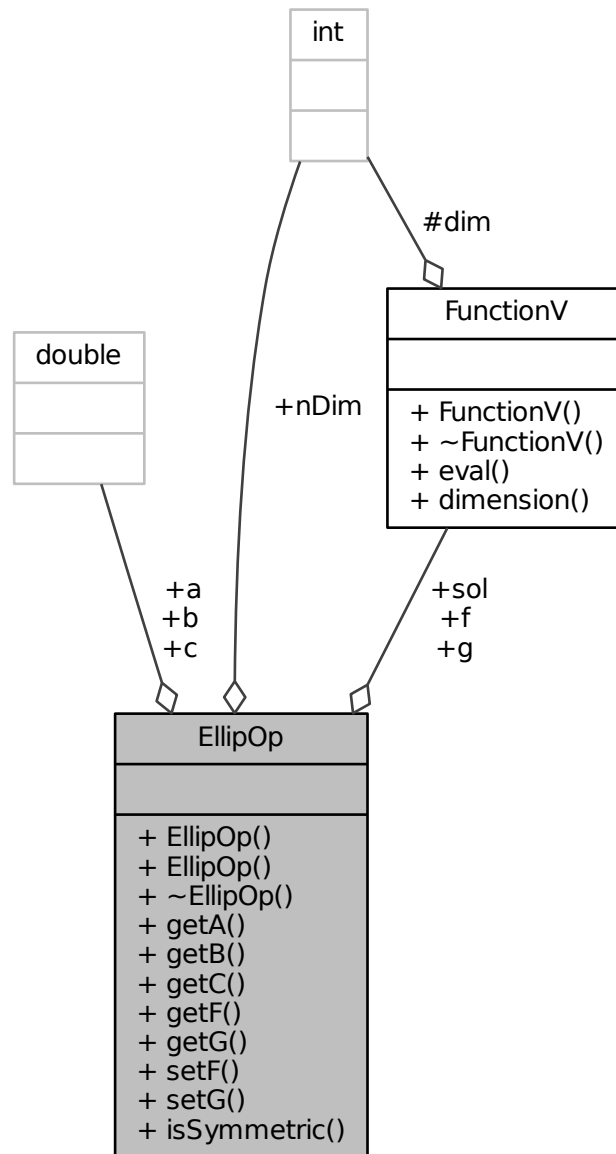 int
#dim
FunctionV
double
+nDim
+ FunctionV()
+ ~FunctionV()
+ eval()
+ dimension()
+a
+b
+c
+sol
+f
+g
EllipOp
+ EllipOp()
+ EllipOp()
+ ~EllipOp()
+ getA()
+ getB()
+ getC()
+ getF()
+ getG()
+ setF()
+ setG()
+ isSymmetric()